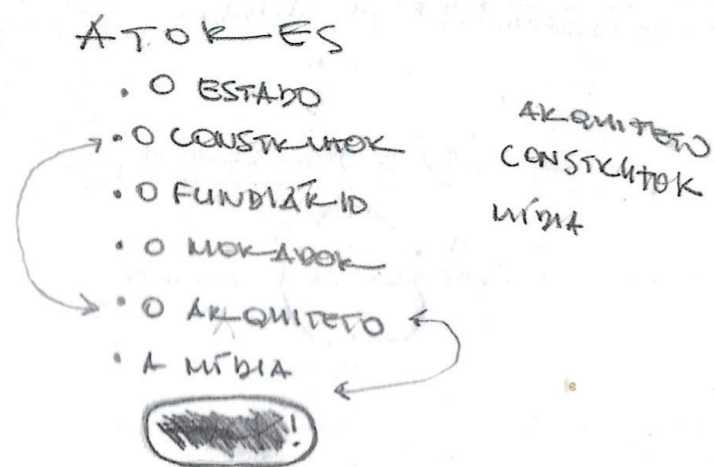 ATORES
• O ESTADO
• O CONSTRUTOR
• O FUNDIÁRIO
• O MORADOR
• O ARQUITETO
• A MÍDIA
!
ARQUITETO
CONSTRUTOR
MÍDIA